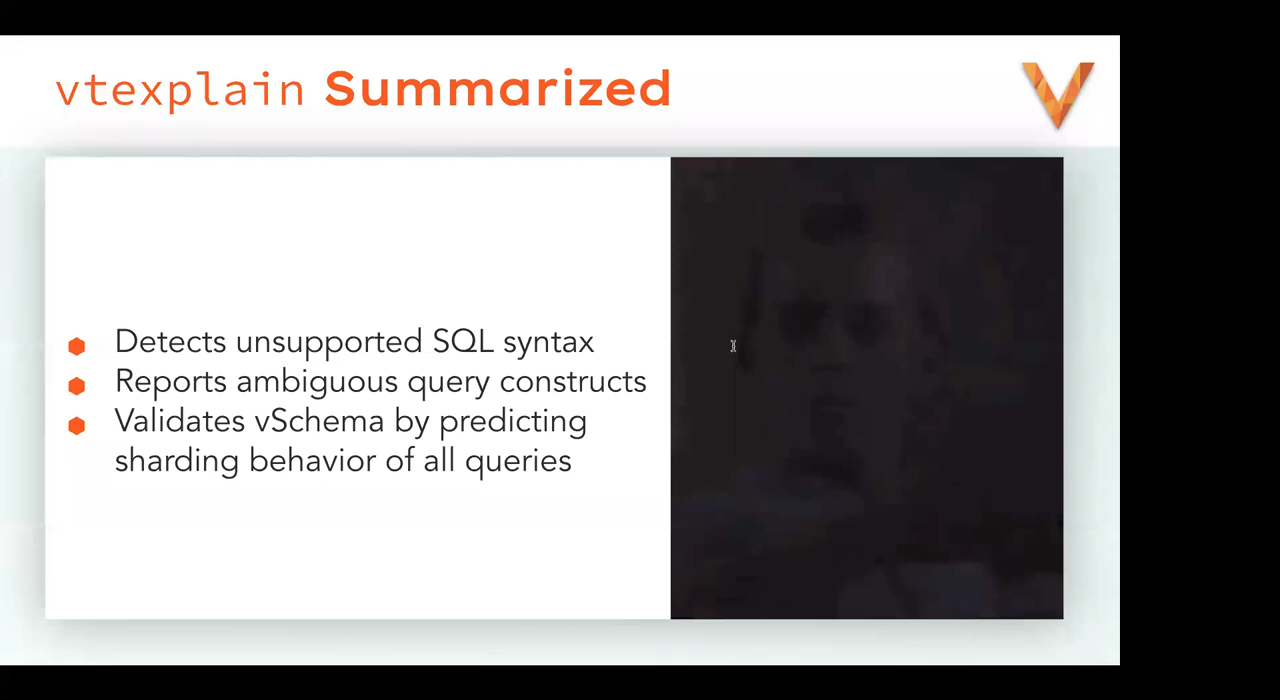 vtexplain Summarized
Detects unsupported SQL syntax
Reports ambiguous query constructs
Validates vSchema by predicting
sharding behavior of all queries